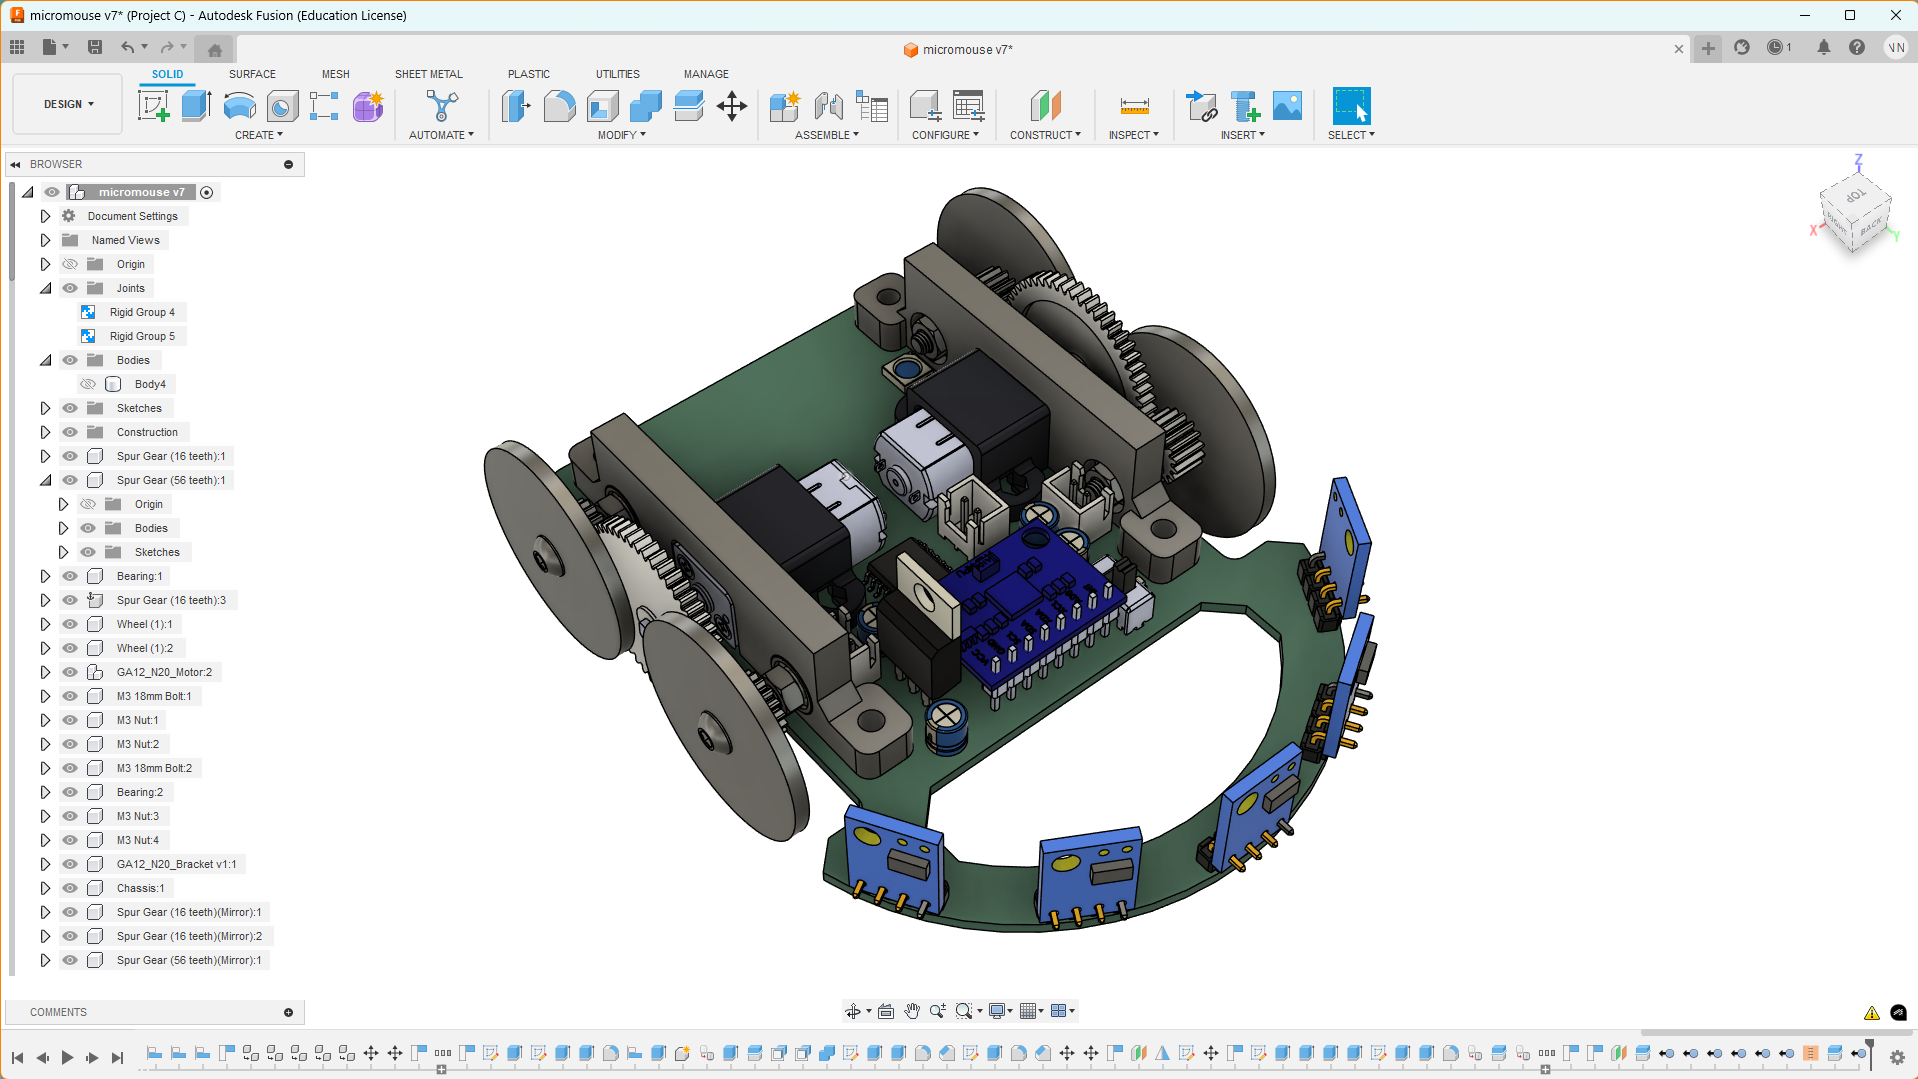 micromouse v7* (Project C) - Autodesk Fusion (Education License)
micromouse v7*
1
NN
DESIGN
SOLID
SURFACE
MESH
SHEET METAL
PLASTIC
UTILITIES
MANAGE
CREATE
AUTOMATE
MODIFY
ASSEMBLE
CONFIGURE
CONSTRUCT
INSPECT
INSERT
SELECT
BROWSER
micromouse v7
Document Settings
Named Views
Origin
Joints
Rigid Group 4
Rigid Group 5
Bodies
Body4
Sketches
Construction
Spur Gear (16 teeth):1
Spur Gear (56 teeth):1
Origin
Bodies
Sketches
Bearing:1
Spur Gear (16 teeth):3
Wheel (1):1
Wheel (1):2
GA12_N20_Motor:2
M3 18mm Bolt:1
M3 Nut:1
M3 Nut:2
M3 18mm Bolt:2
Bearing:2
M3 Nut:3
M3 Nut:4
GA12_N20_Bracket v1:1
Chassis:1
Spur Gear (16 teeth)(Mirror):1
Spur Gear (16 teeth)(Mirror):2
Spur Gear (56 teeth)(Mirror):1
COMMENTS
Z
TOP
RIGHT
BACK
X
Y
VCC